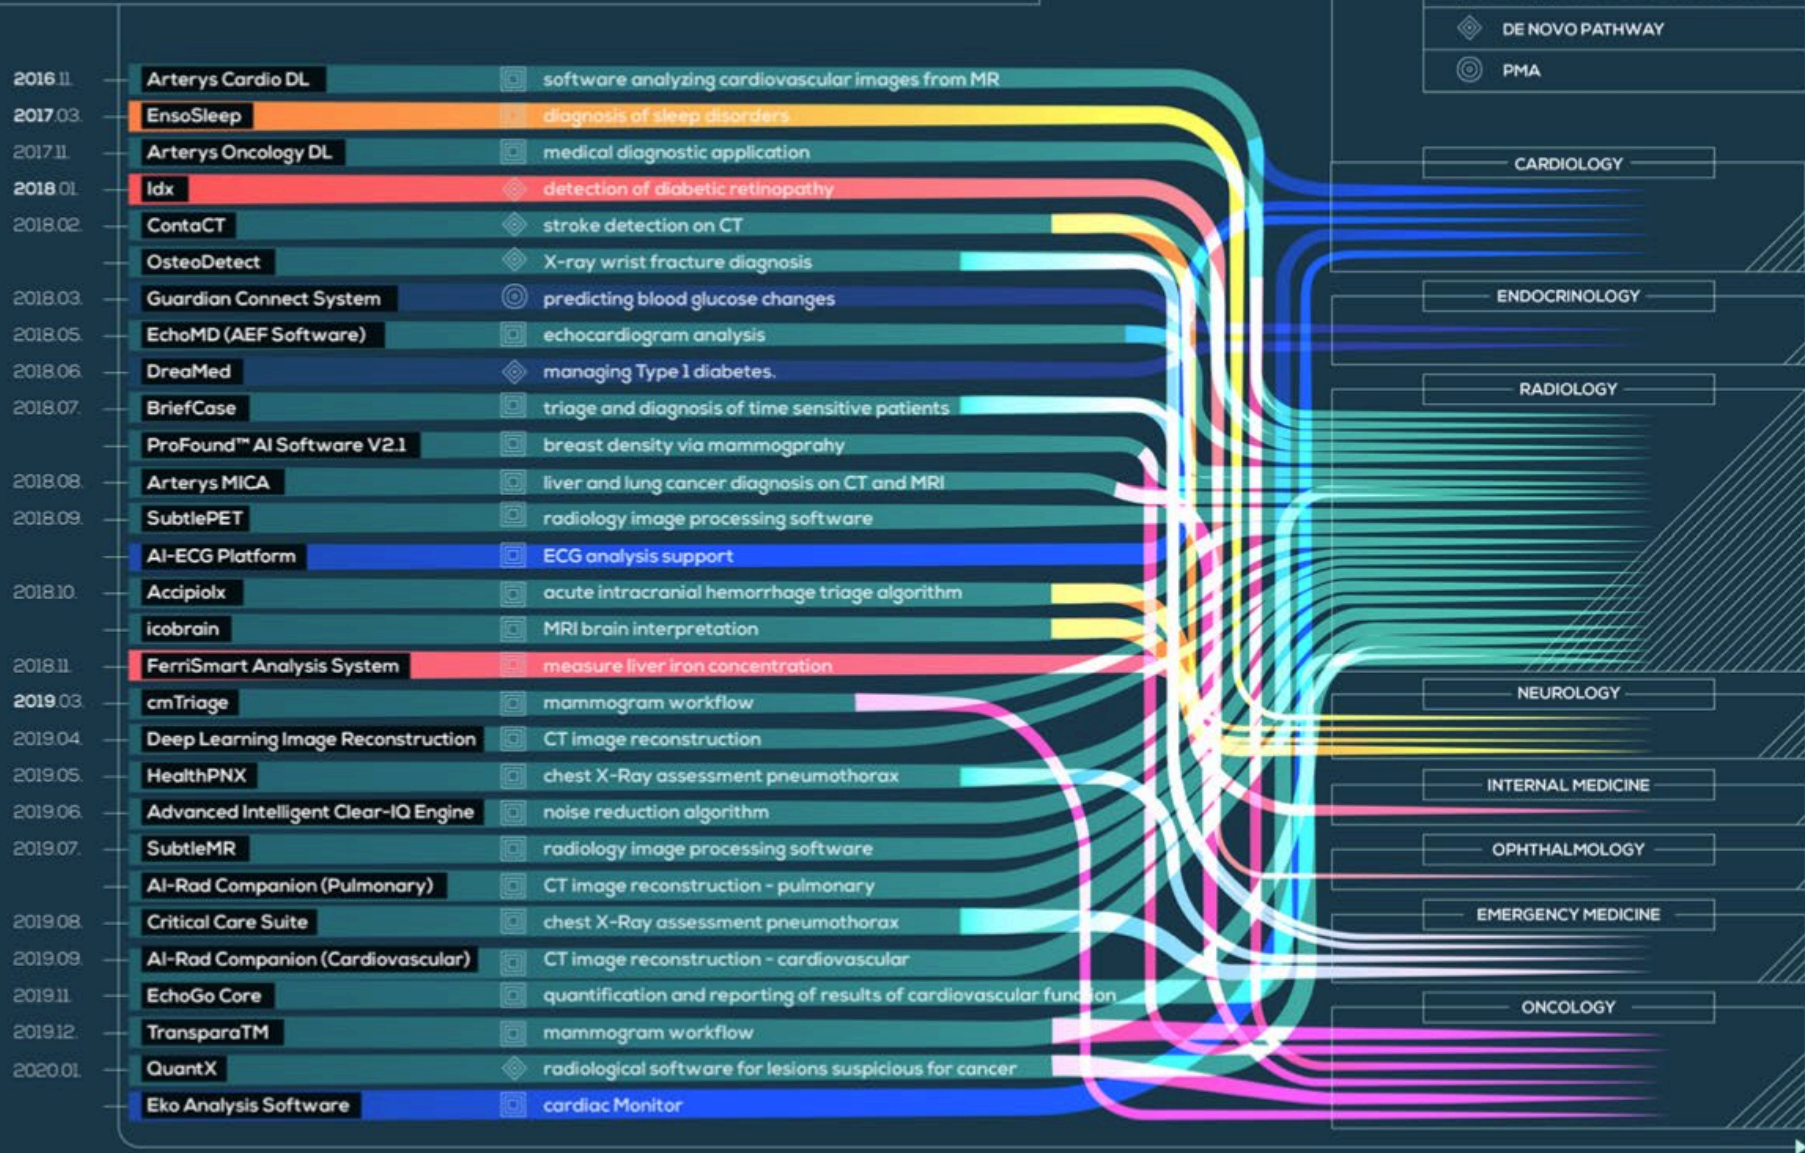 DE NOVO PATHWAY
PMA
2016.11. Arterys Cardio DL software analyzing cardiovascular images from MR
2017.03. EnsoSleep diagnosis of sleep disorders
2017.11. Arterys Oncology DL medical diagnostic application
2018.01. Idx detection of diabetic retinopathy
2018.02. ContaCT stroke detection on CT
OsteoDetect X-ray wrist fracture diagnosis
2018.03. Guardian Connect System predicting blood glucose changes
2018.05. EchoMD (AEF Software) echocardiogram analysis
2018.06. DreaMed managing Type 1 diabetes.
2018.07. BriefCase triage and diagnosis of time sensitive patients
ProFound™ AI Software V2.1 breast density via mammogprahy
2018.08. Arterys MICA liver and lung cancer diagnosis on CT and MRI
2018.09. SubtlePET radiology image processing software
AI-ECG Platform ECG analysis support
2018.10. Accipiolx acute intracranial hemorrhage triage algorithm
icobrain MRI brain interpretation
2018.11. FerriSmart Analysis System measure liver iron concentration
2019.03. cmTriage mammogram workflow
2019.04. Deep Learning Image Reconstruction CT image reconstruction
2019.05. HealthPNX chest X-Ray assessment pneumothorax
2019.06. Advanced Intelligent Clear-IQ Engine noise reduction algorithm
2019.07. SubtleMR radiology image processing software
AI-Rad Companion (Pulmonary) CT image reconstruction - pulmonary
2019.08. Critical Care Suite chest X-Ray assessment pneumothorax
2019.09. AI-Rad Companion (Cardiovascular) CT image reconstruction - cardiovascular
2019.11. EchoGo Core quantification and reporting of results of cardiovascular function
2019.12. TransparaTM mammogram workflow
2020.01. QuantX radiological software for lesions suspicious for cancer
Eko Analysis Software cardiac Monitor
CARDIOLOGY
ENDOCRINOLOGY
RADIOLOGY
NEUROLOGY
INTERNAL MEDICINE
OPHTHALMOLOGY
EMERGENCY MEDICINE
ONCOLOGY